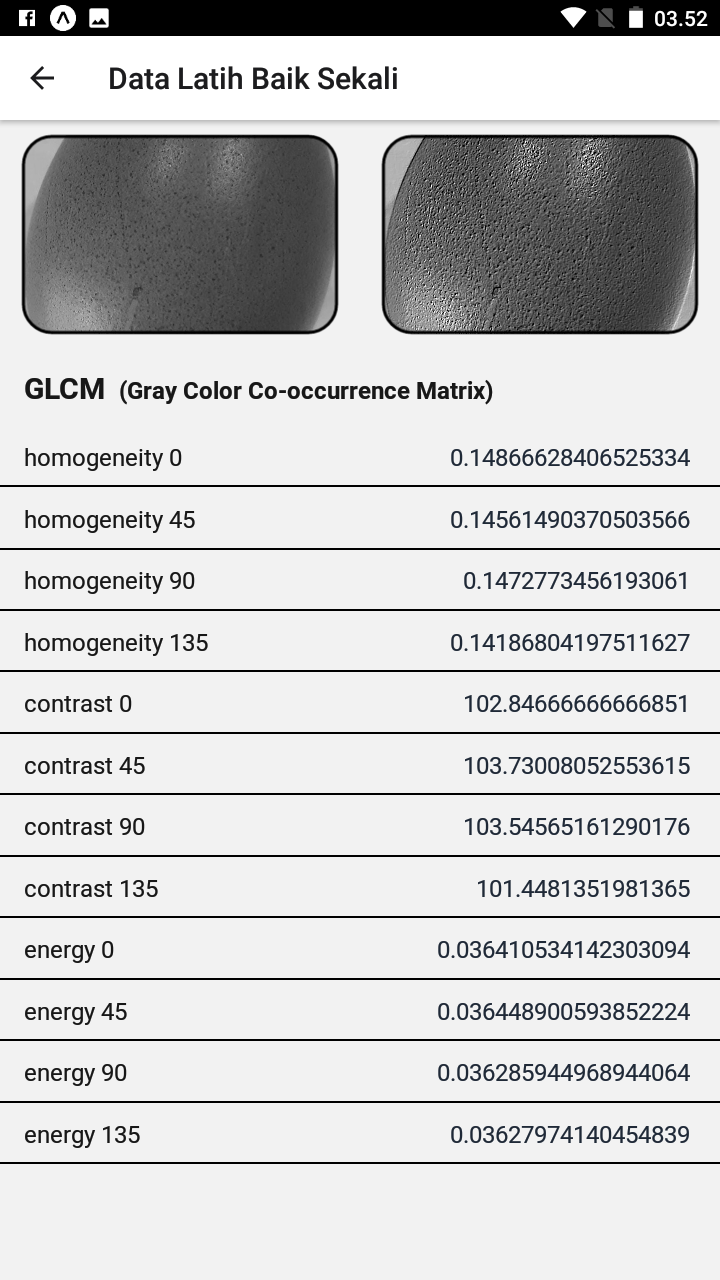 03.52
Data Latih Baik Sekali
GLCM (Gray Color Co-occurrence Matrix)
homogeneity 0 0.14866628406525334
homogeneity 45 0.14561490370503566
homogeneity 90 0.1472773456193061
homogeneity 135 0.14186804197511627
contrast 0 102.84666666666851
contrast 45 103.73008052553615
contrast 90 103.54565161290176
contrast 135 101.4481351981365
energy 0 0.036410534142303094
energy 45 0.036448900593852224
energy 90 0.036285944968944064
energy 135 0.03627974140454839